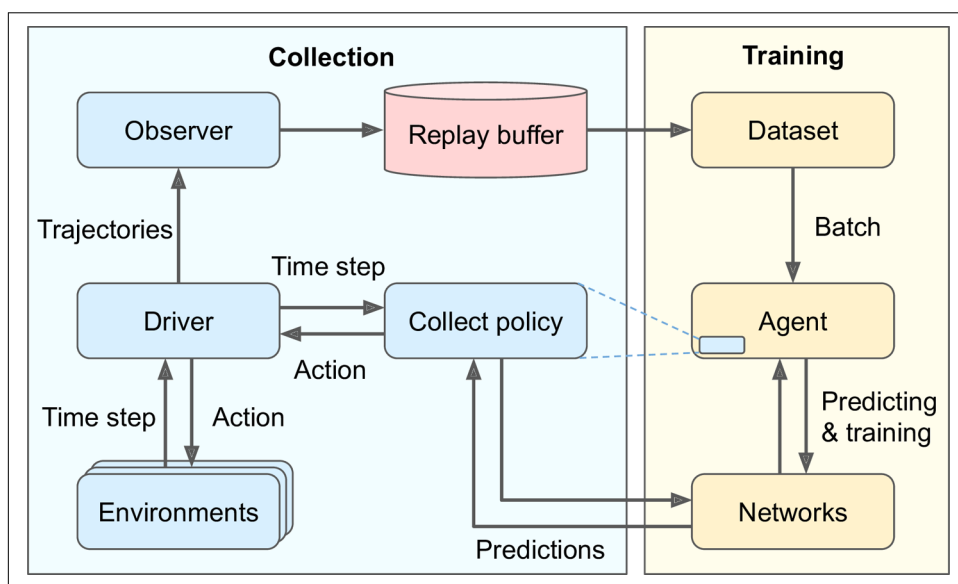 Collection
Training
Observer
Replay buffer
Dataset
Trajectories
Batch
Time step
Driver
Collect policy
Agent
Action
Time step
Action
Predicting
& training
Environments
Networks
Predictions